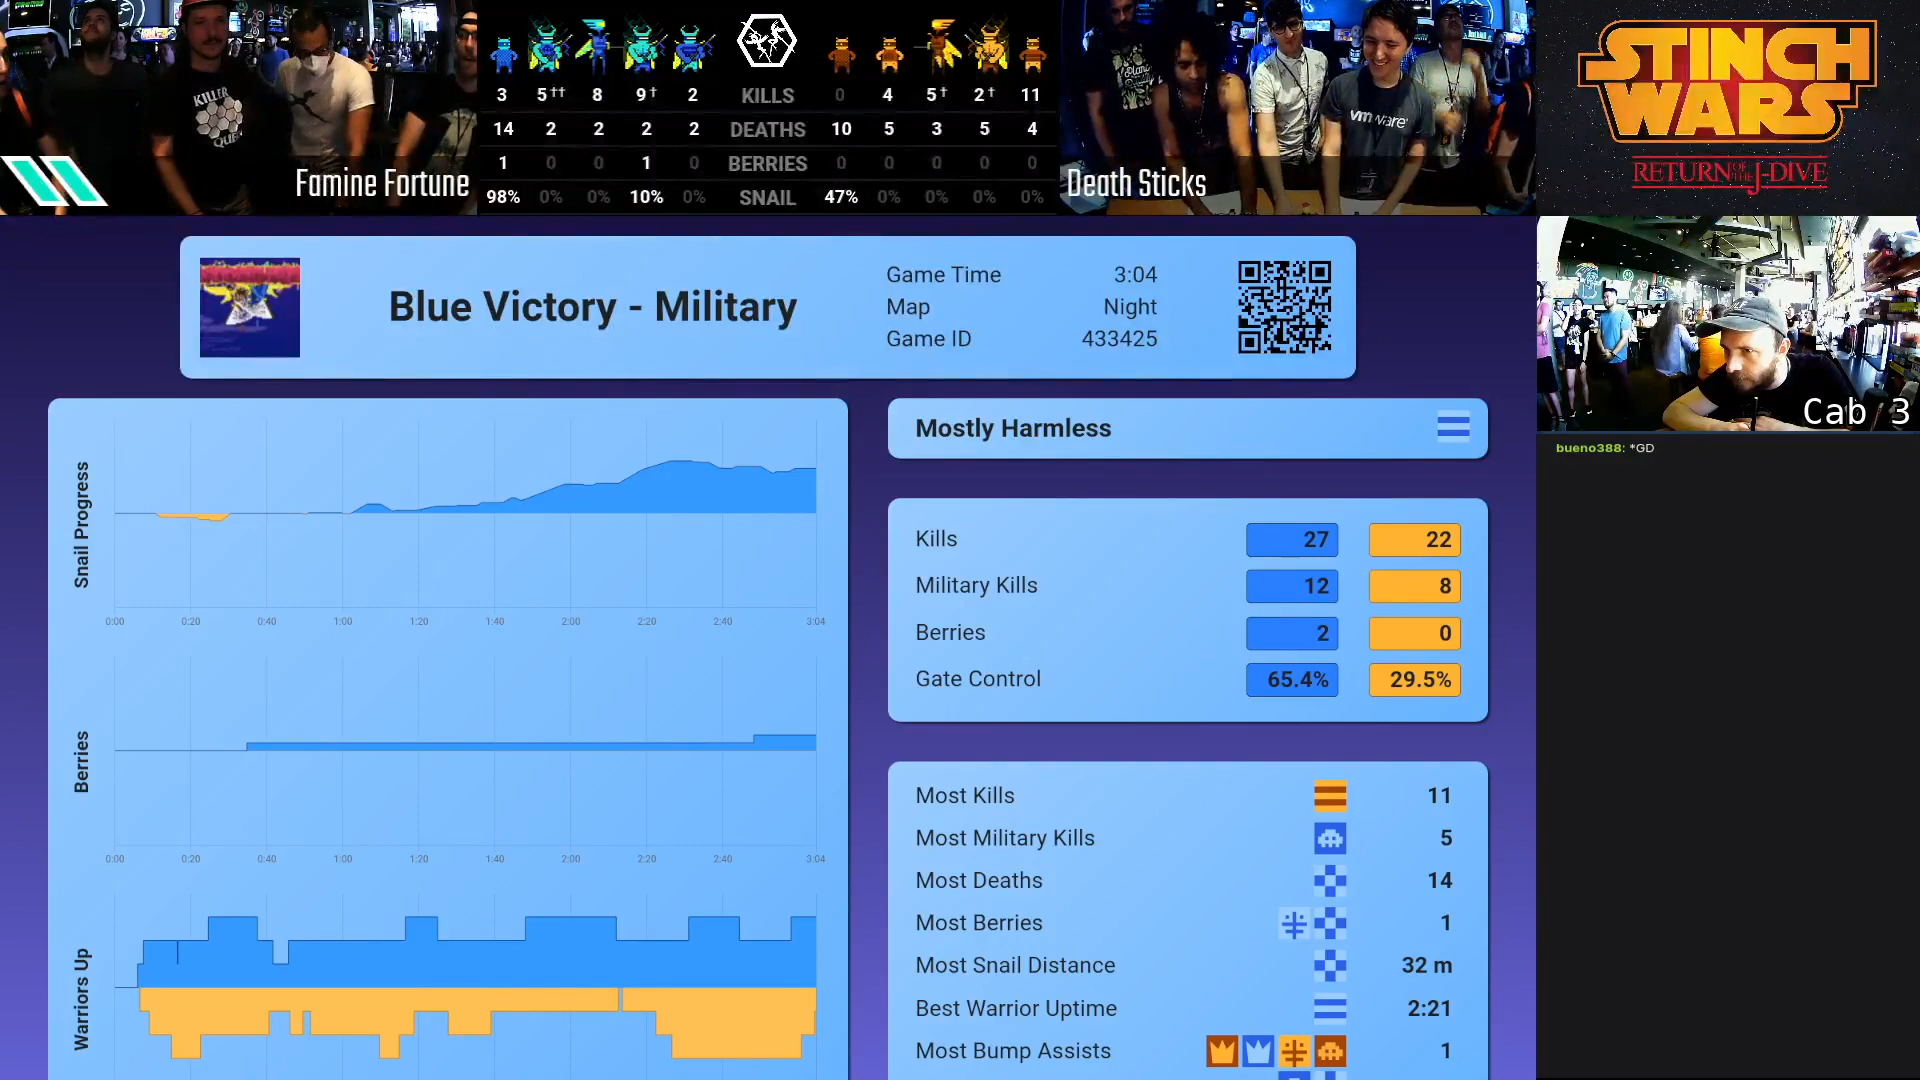 3 5†† 8 9† 2 KILLS 0 4 5† 2† 11
14 2 2 2 2 DEATHS 10 5 3 5 4
1 0 0 1 0 BERRIES 0 0 0 0 0
98% 0% 0% 10% 0% SNAIL 47% 0% 0% 0% 0%
KILLER
QUEEN
Famine Fortune
vmware
Death Sticks
STINCH
WARS
RETURN OF THE J-DIVE
Blue Victory - Military
Game Time 3:04
Map Night
Game ID 433425
Cab 3
bueno388: *GD
Snail Progress
0:00 0:20 0:40 1:00 1:20 1:40 2:00 2:20 2:40 3:04
Berries
0:00 0:20 0:40 1:00 1:20 1:40 2:00 2:20 2:40 3:04
Warriors Up
Mostly Harmless
Kills 27 22
Military Kills 12 8
Berries 2 0
Gate Control 65.4% 29.5%
Most Kills 11
Most Military Kills 5
Most Deaths 14
Most Berries 1
Most Snail Distance 32 m
Best Warrior Uptime 2:21
Most Bump Assists 1